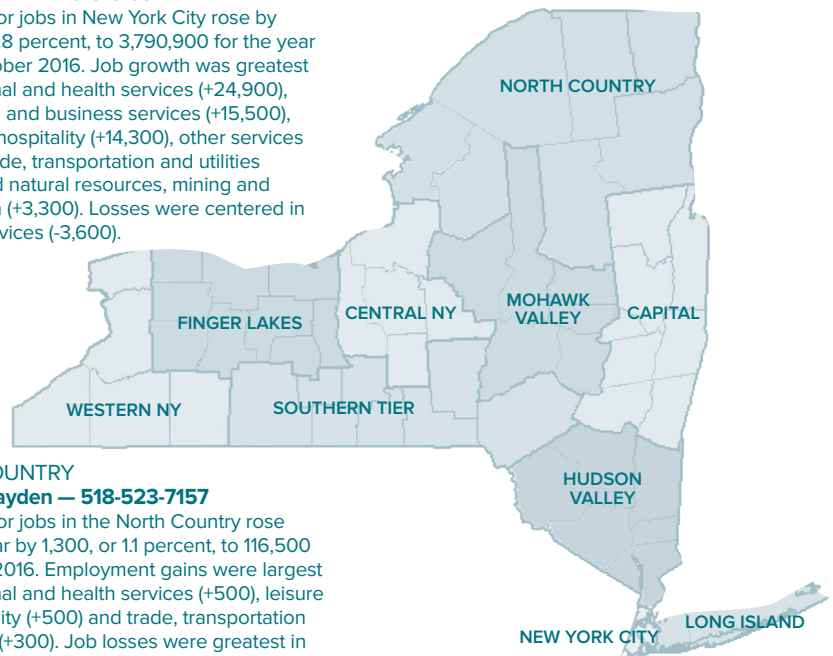 or jobs in New York City rose by
8 percent, to 3,790,900 for the year
ober 2016. Job growth was greatest
nal and health services (+24,900),
and business services (+15,500),
hospitality (+14,300), other services
de, transportation and utilities
d natural resources, mining and
(+3,300). Losses were centered in
vices (-3,600).
NORTH COUNTRY
FINGER LAKES
CENTRAL NY
MOHAWK
VALLEY
CAPITAL
WESTERN NY
SOUTHERN TIER
HUDSON
VALLEY
NEW YORK CITY
LONG ISLAND
OUNTRY
ayden — 518-523-7157
or jobs in the North Country rose
ar by 1,300, or 1.1 percent, to 116,500
2016. Employment gains were largest
nal and health services (+500), leisure
lity (+500) and trade, transportation
(+300). Job losses were greatest in